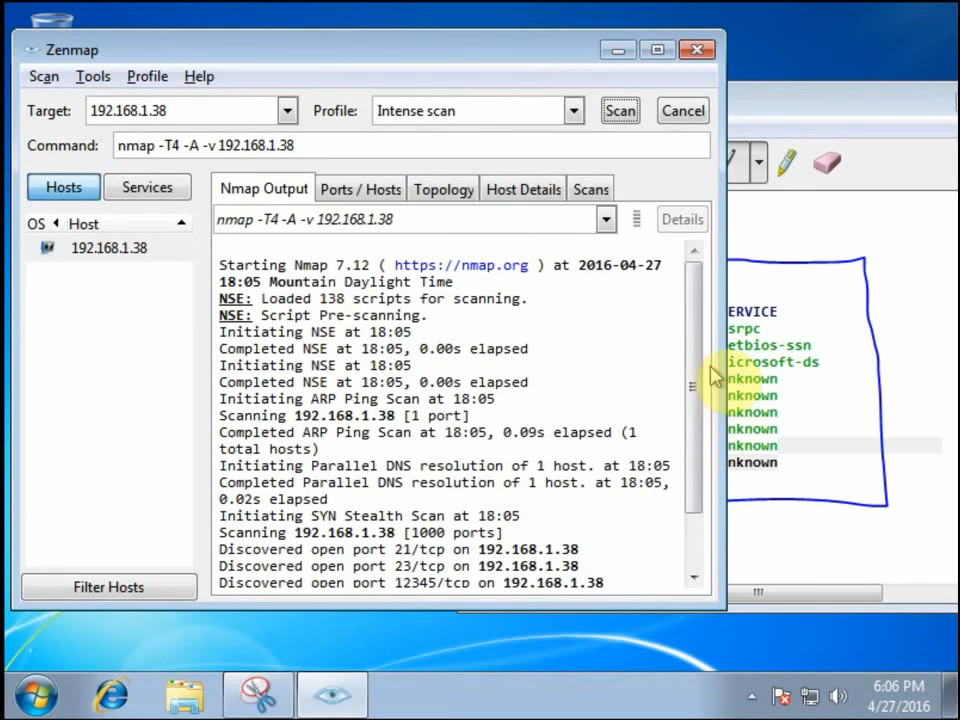 Zenmap
Scan Tools Profile Help
Target: 192.168.1.38 Profile: Intense scan Scan Cancel
Command: nmap -T4 -A -v 192.168.1.38
Hosts Services
Nmap Output Ports / Hosts Topology Host Details Scans
OS Host
nmap -T4 -A -v 192.168.1.38 Details
192.168.1.38
Starting Nmap 7.12 ( https://nmap.org ) at 2016-04-27
18:05 Mountain Daylight Time
NSE: Loaded 138 scripts for scanning.
NSE: Script Pre-scanning.
Initiating NSE at 18:05
Completed NSE at 18:05, 0.00s elapsed
Initiating NSE at 18:05
Completed NSE at 18:05, 0.00s elapsed
Initiating ARP Ping Scan at 18:05
Scanning 192.168.1.38 [1 port]
Completed ARP Ping Scan at 18:05, 0.09s elapsed (1
total hosts)
Initiating Parallel DNS resolution of 1 host. at 18:05
Completed Parallel DNS resolution of 1 host. at 18:05,
0.02s elapsed
Initiating SYN Stealth Scan at 18:05
Scanning 192.168.1.38 [1000 ports]
Discovered open port 21/tcp on 192.168.1.38
Discovered open port 23/tcp on 192.168.1.38
Discovered open port 12345/tcp on 192.168.1.38
Filter Hosts
ERVICE
srpc
etbios-ssn
icrosoft-ds
nknown
nknown
nknown
nknown
nknown
nknown
6:06 PM
4/27/2016